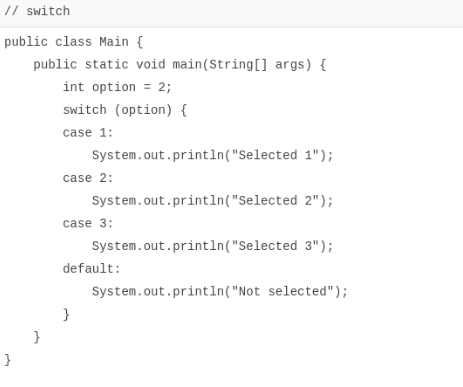 // switch
public class Main {
    public static void main(String[] args) {
        int option = 2;
        switch (option) {
        case 1:
            System.out.println("Selected 1");
        case 2:
            System.out.println("Selected 2");
        case 3:
            System.out.println("Selected 3");
        default:
            System.out.println("Not selected");
        }
    }
}